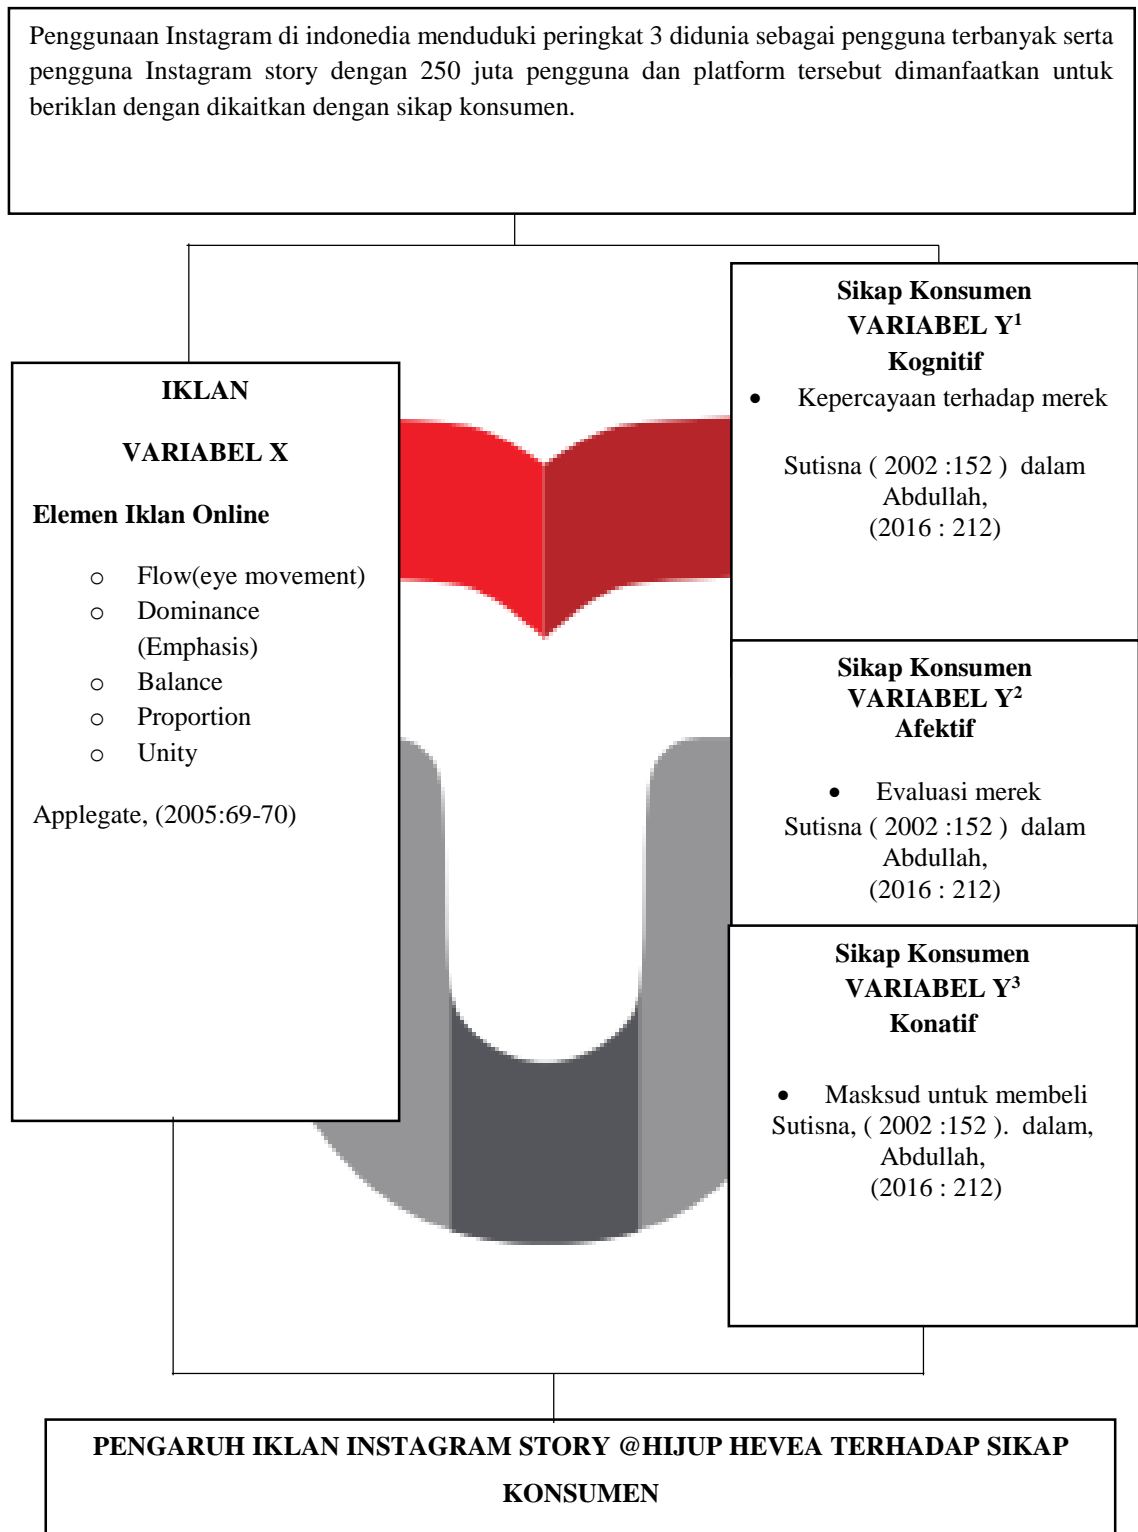 Penggunaan Instagram di indonedia menduduki peringkat 3 didunia sebagai pengguna terbanyak serta
pengguna Instagram story dengan 250 juta pengguna dan platform tersebut dimanfaatkan untuk
beriklan dengan dikaitkan dengan sikap konsumen.
IKLAN
VARIABEL X
Elemen Iklan Online
o Flow(eye movement)
o Dominance
(Emphasis)
o Balance
o Proportion
o Unity
Applegate, (2005:69-70)
Sikap Konsumen
VARIABEL Y¹
Kognitif
• Kepercayaan terhadap merek
Sutisna ( 2002 :152 ) dalam
Abdullah,
(2016 : 212)
Sikap Konsumen
VARIABEL Y²
Afektif
• Evaluasi merek
Sutisna ( 2002 :152 ) dalam
Abdullah,
(2016 : 212)
Sikap Konsumen
VARIABEL Y³
Konatif
• Masksud untuk membeli
Sutisna, ( 2002 :152 ). dalam,
Abdullah,
(2016 : 212)
PENGARUH IKLAN INSTAGRAM STORY @HIJUP HEVEA TERHADAP SIKAP
KONSUMEN